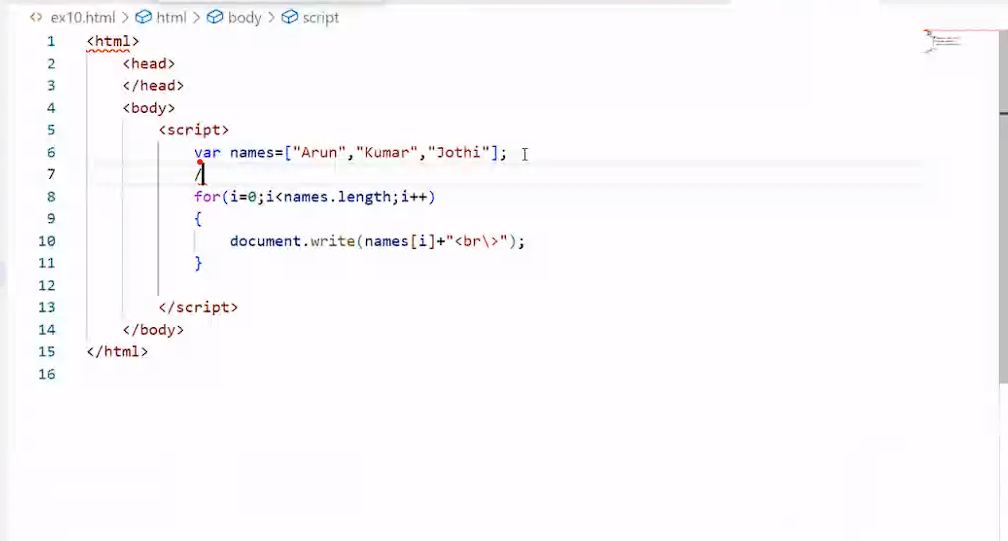 ex10.html > html > body > script
1 <html>
2 <head>
3 </head>
4 <body>
5 <script>
6 var names=["Arun","Kumar","Jothi"];
7 /
8 for(i=0;i<names.length;i++)
9 {
10 document.write(names[i]+"<br\>");
11 }
12
13 </script>
14 </body>
15 </html>
16